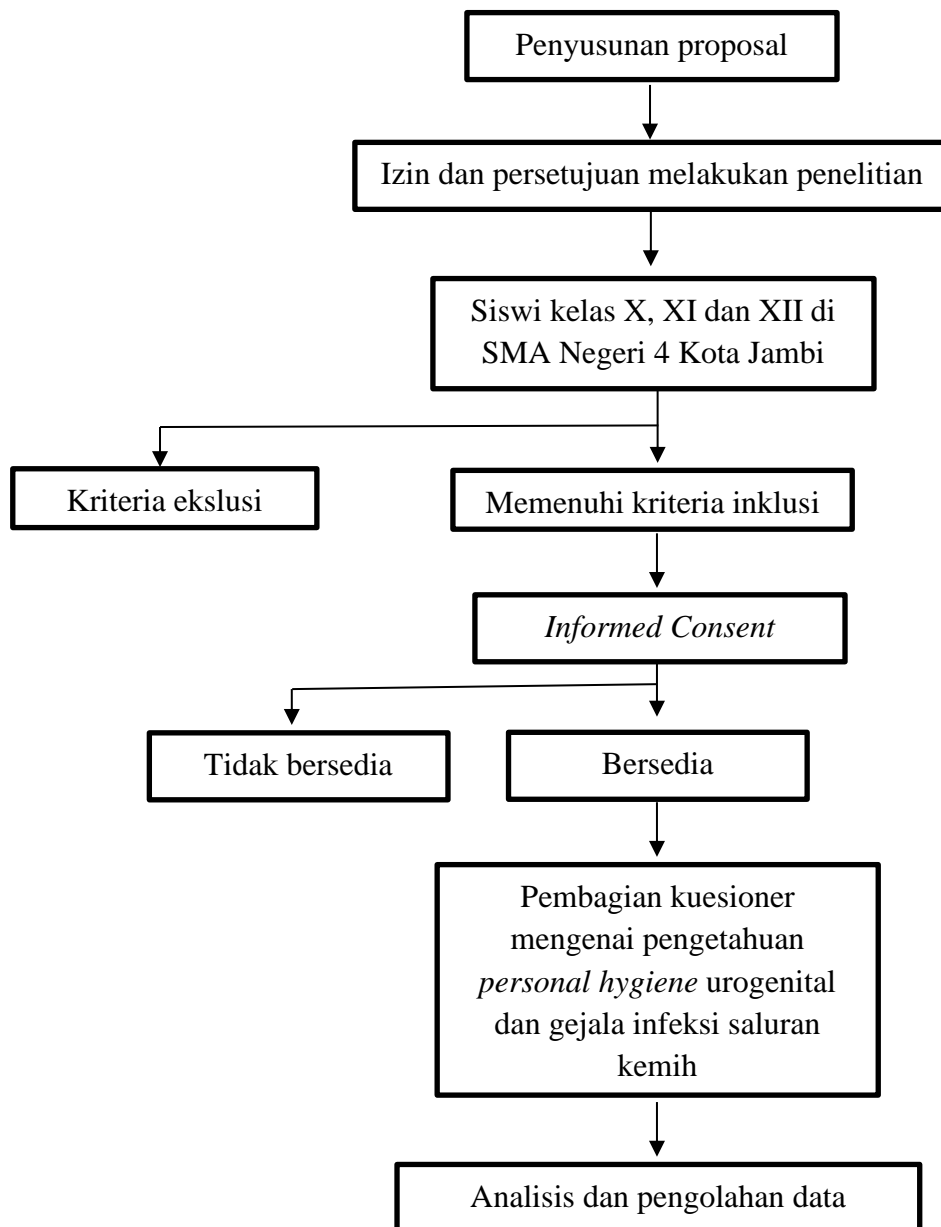 Penyusunan proposal
Izin dan persetujuan melakukan penelitian
Siswi kelas X, XI dan XII di
SMA Negeri 4 Kota Jambi
Kriteria ekslusi
Memenuhi kriteria inklusi
Informed Consent
Tidak bersedia
Bersedia
Pembagian kuesioner
mengenai pengetahuan
personal hygiene urogenital
dan gejala infeksi saluran
kemih
Analisis dan pengolahan data